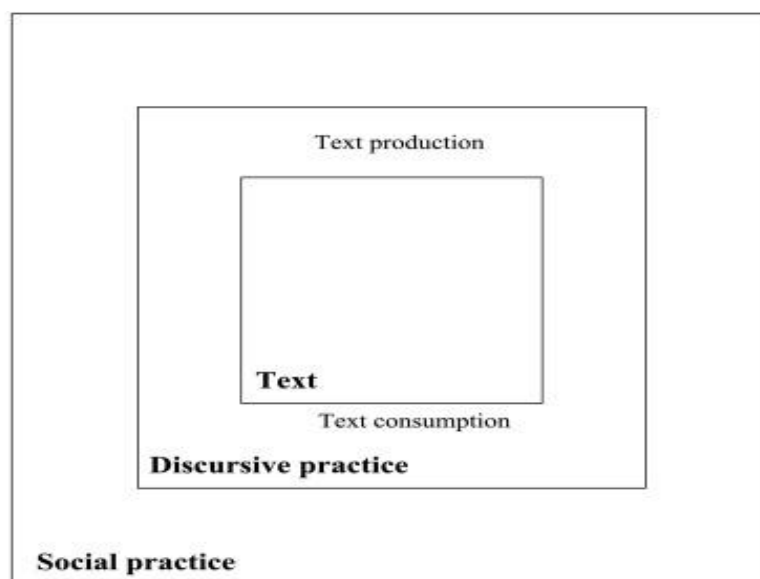 Text production
Text
Text consumption
Discursive practice
Social practice